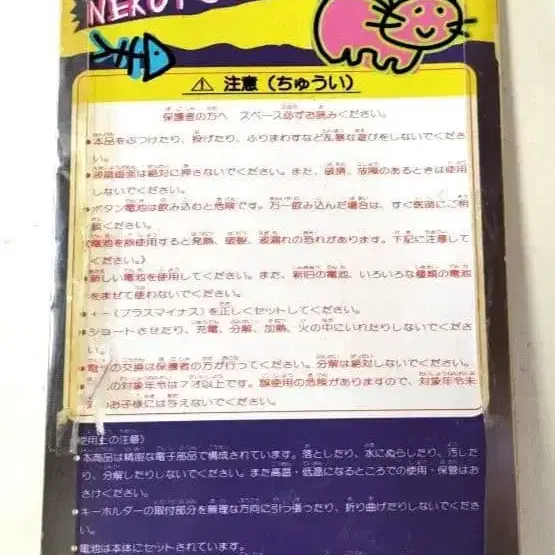 ⚠ 注意（ちゅうい）
保護者の方へ スペース必ずお読みください。
●本品をぶつけたり、投げたり、ふりまわすなど乱暴な遊びをしないでくださ
い。
●液晶画面は絶対に押さないでください。また、破損、故障のあるときは使用
しないでください。
●ボタン電池は飲み込むと危険です。万一飲み込んだ場合は、すぐ医師にご相
談ください。
《電池を誤使用すると発熱、破裂、液漏れの恐れがあります。下記に注意して
ください。》
●新しい電池を使用してください。また、新旧の電池、いろいろな種類の電池
をまぜて使わないでください。
●＋－（プラスマイナス）を正しくセットしてください。
●ショートさせたり、充電、分解、加熱、火の中にいれたりしないでください。
●電池の交換は保護者の方が行ってください。分解は絶対しないでください。
の対象年令は7才以上です。誤使用の危険がありますので、対象年令未
のお子様には与えないでください。
（使用上の注意）
●本商品は精密な電子部品で構成されています。落としたり、水にぬらしたり、汚した
り、分解したりしないでください。また高温・低温になるところでの使用・保管はお
さけください。
●キーホルダーの取付部分を無理な方向に引っ張ったり、折り曲げたりしないでください。
●電池は本体にセットされています。